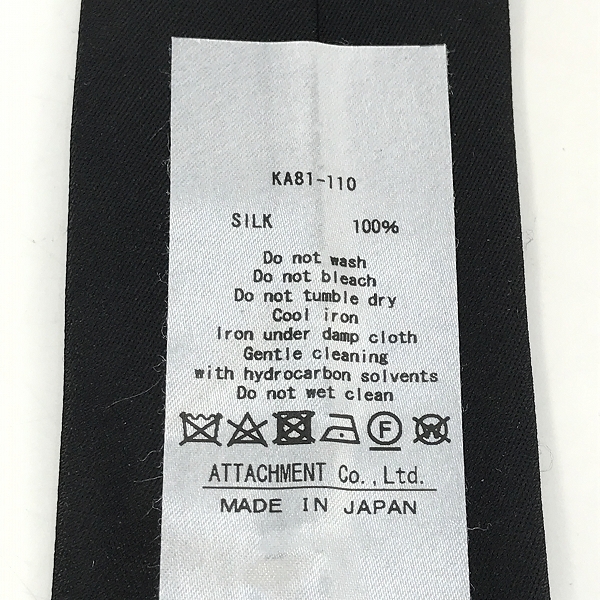 KA81-110
SILK 100%
Do not wash
Do not bleach
Do not tumble dry
Cool iron
Iron under damp cloth
Gentle cleaning
with hydrocarbon solvents
Do not wet clean
F W
ATTACHMENT Co.,Ltd.
MADE IN JAPAN